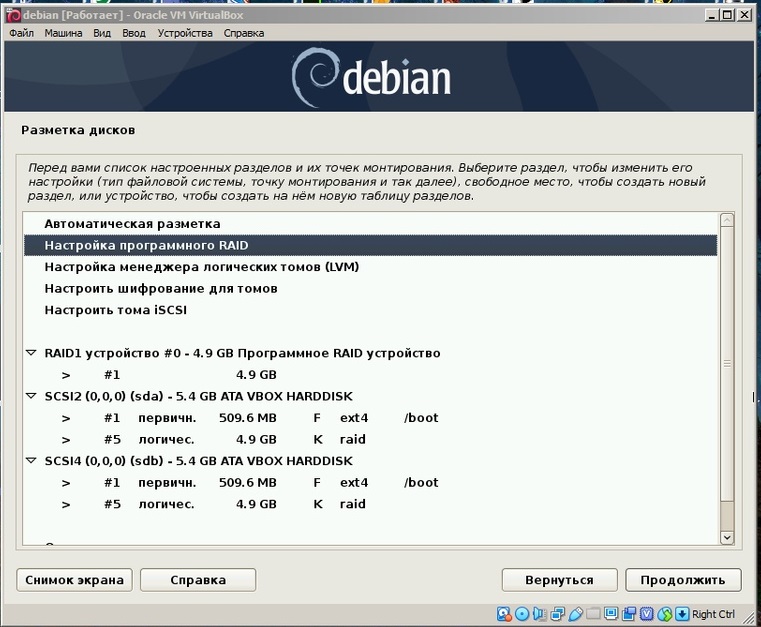 debian [Работает] - Oracle VM VirtualBox
Файл Машина Вид Ввод Устройства Справка
debian
Разметка дисков
Перед вами список настроенных разделов и их точек монтирования. Выберите раздел, чтобы изменить его
настройки (тип файловой системы, точку монтирования и так далее), свободное место, чтобы создать новый
раздел, или устройство, чтобы создать на нём новую таблицу разделов.
Автоматическая разметка
Настройка программного RAID
Настройка менеджера логических томов (LVM)
Настроить шифрование для томов
Настроить тома iSCSI
RAID1 устройство #0 - 4.9 GB Программное RAID устройство
> #1 4.9 GB
SCSI2 (0,0,0) (sda) - 5.4 GB ATA VBOX HARDDISK
> #1 первичн. 509.6 MB F ext4 /boot
> #5 логичес. 4.9 GB K raid
SCSI4 (0,0,0) (sdb) - 5.4 GB ATA VBOX HARDDISK
> #1 первичн. 509.6 MB F ext4 /boot
> #5 логичес. 4.9 GB K raid
Снимок экрана Справка Вернуться Продолжить
Right Ctrl